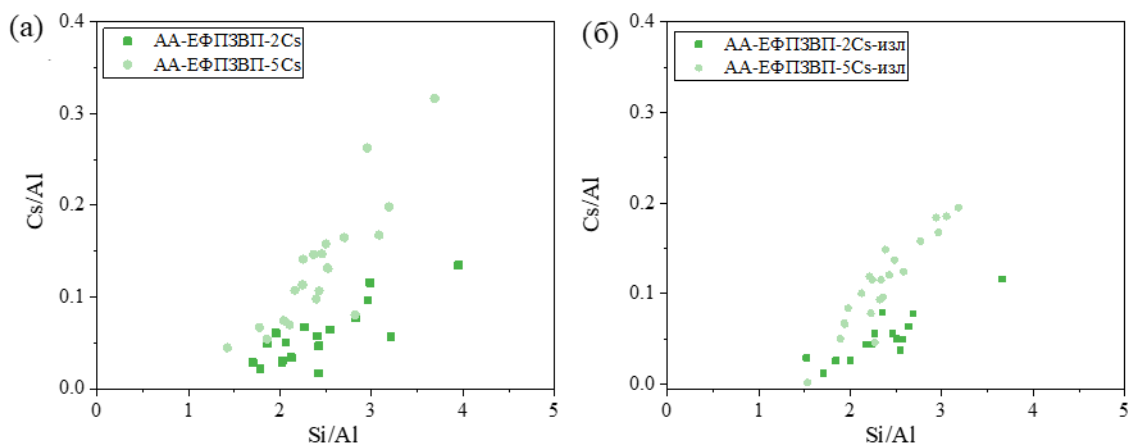 (а)
АА-ЕФПЗВП-2Cs
АА-ЕФПЗВП-5Cs
Cs/Al
0.4
0.3
0.2
0.1
0.0
0 1 2 3 4 5
Si/Al
(б)
АА-ЕФПЗВП-2Cs-изл
АА-ЕФПЗВП-5Cs-изл
Cs/Al
0.4
0.3
0.2
0.1
0.0
0 1 2 3 4 5
Si/Al